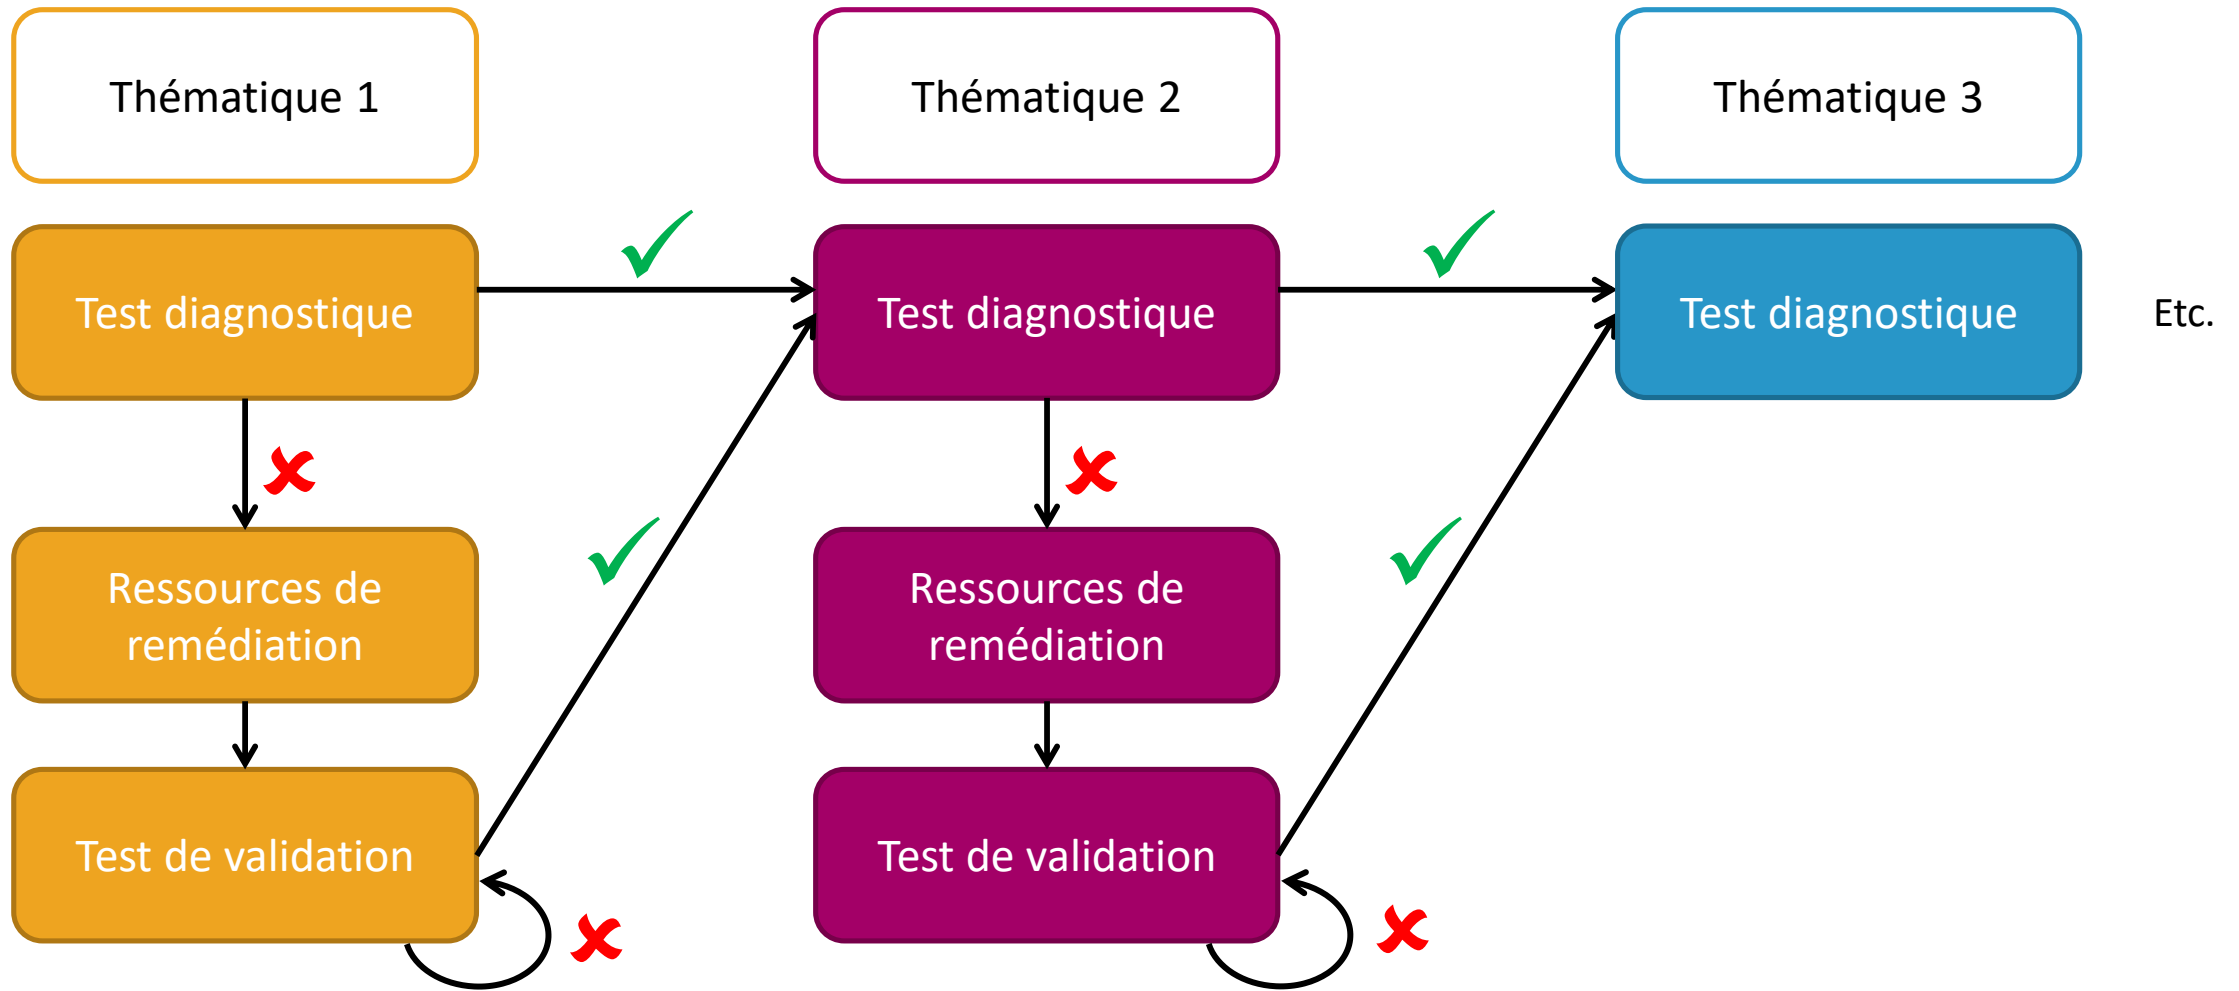 Thématique 1
Thématique 2
Thématique 3
Test diagnostique
Test diagnostique
Test diagnostique
Etc.
Ressources de
remédiation
Ressources de
remédiation
Test de validation
Test de validation